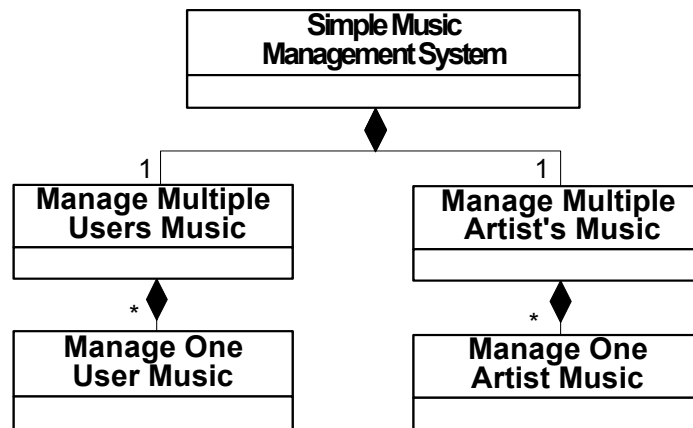 Simple Music
Management System
1
1
Manage Multiple
Users Music
Manage Multiple
Artist's Music
*
*
Manage One
User Music
Manage One
Artist Music